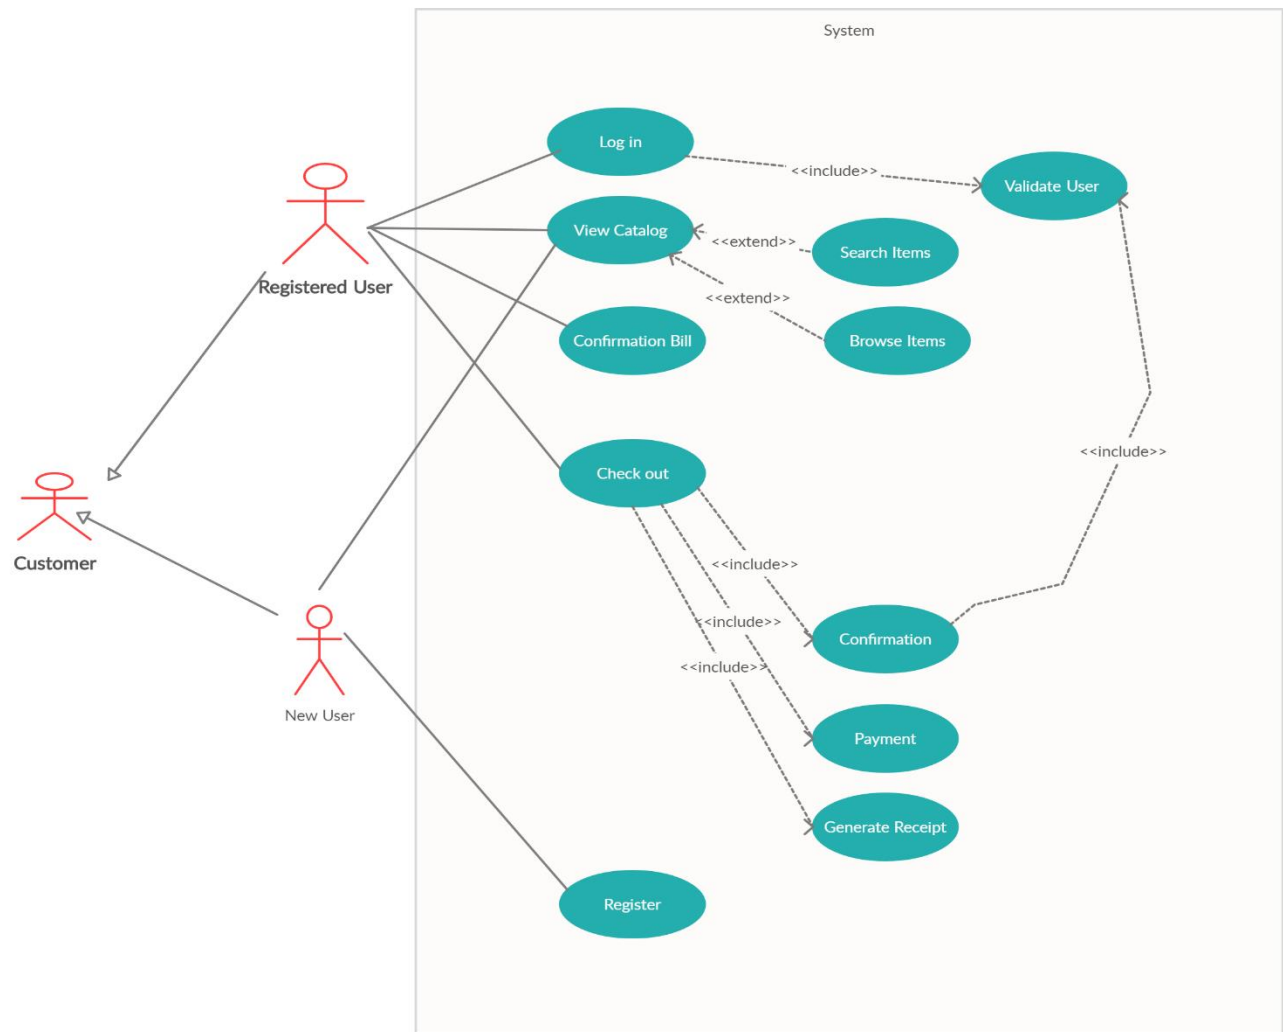 System
Log in
<<include>>
Validate User
View Catalog
<<extend>>
Search Items
Registered User
<<extend>>
Confirmation Bill
Browse Items
<<include>>
Check out
Customer
<<include>>
<<include>>
Confirmation
<<include>>
New User
Payment
Generate Receipt
Register